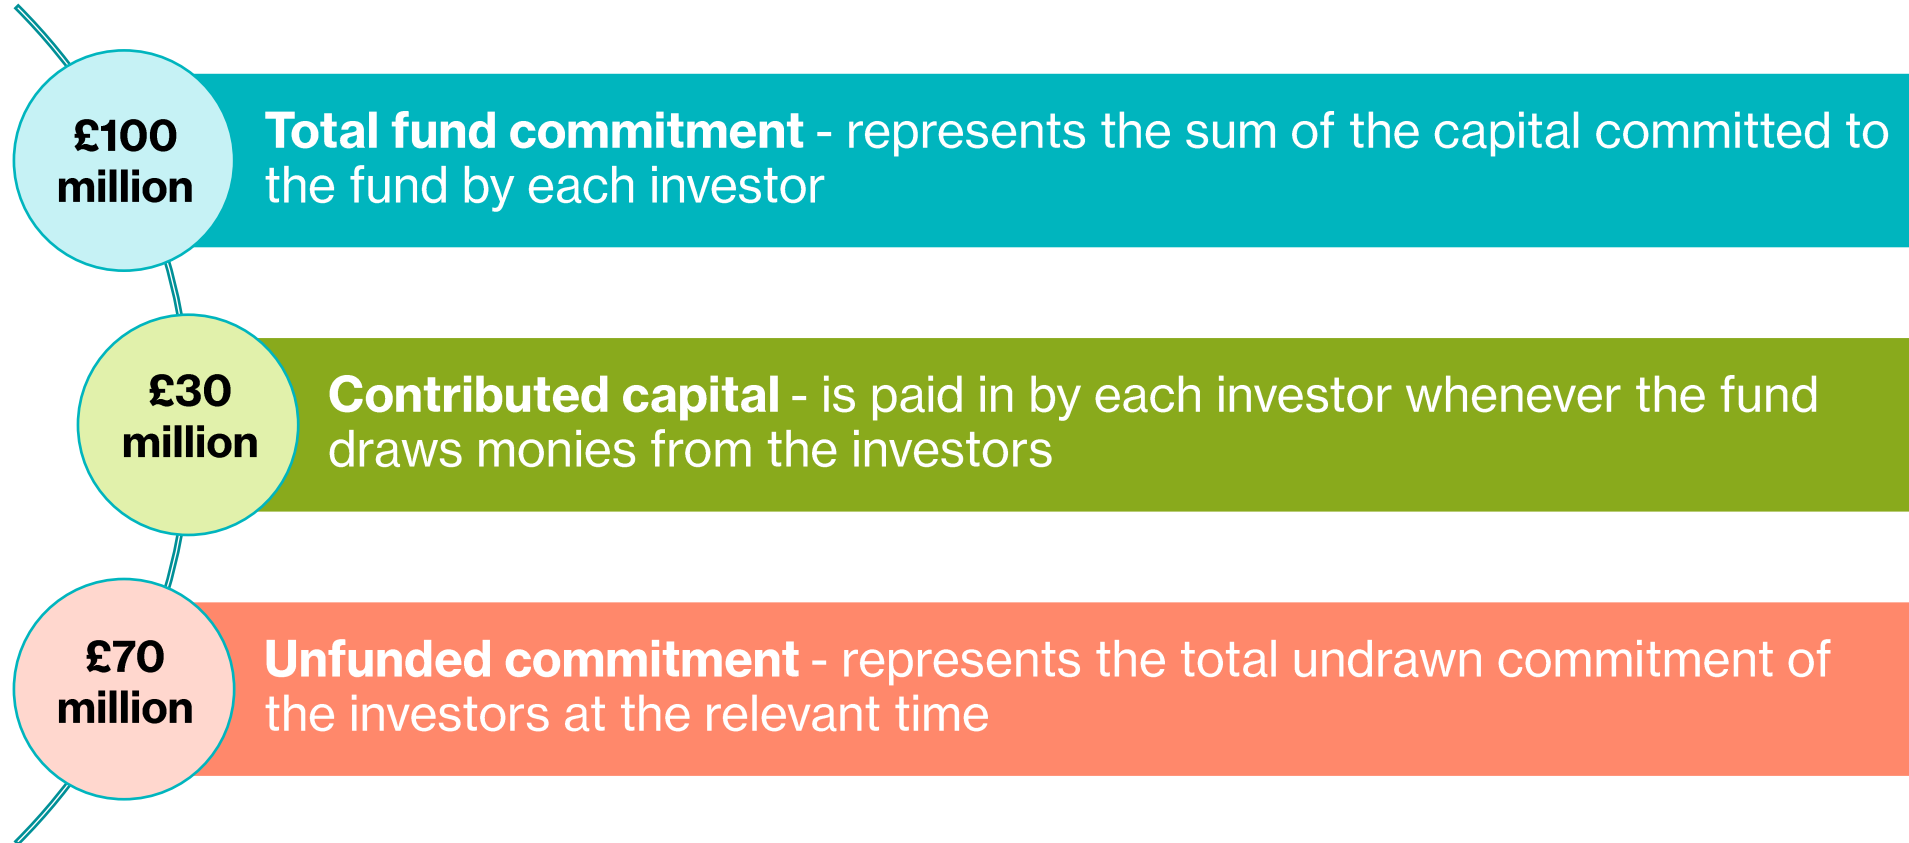 £100
million
Total fund commitment - represents the sum of the capital committed to
the fund by each investor
£30
million
Contributed capital - is paid in by each investor whenever the fund
draws monies from the investors
£70
million
Unfunded commitment - represents the total undrawn commitment of
the investors at the relevant time